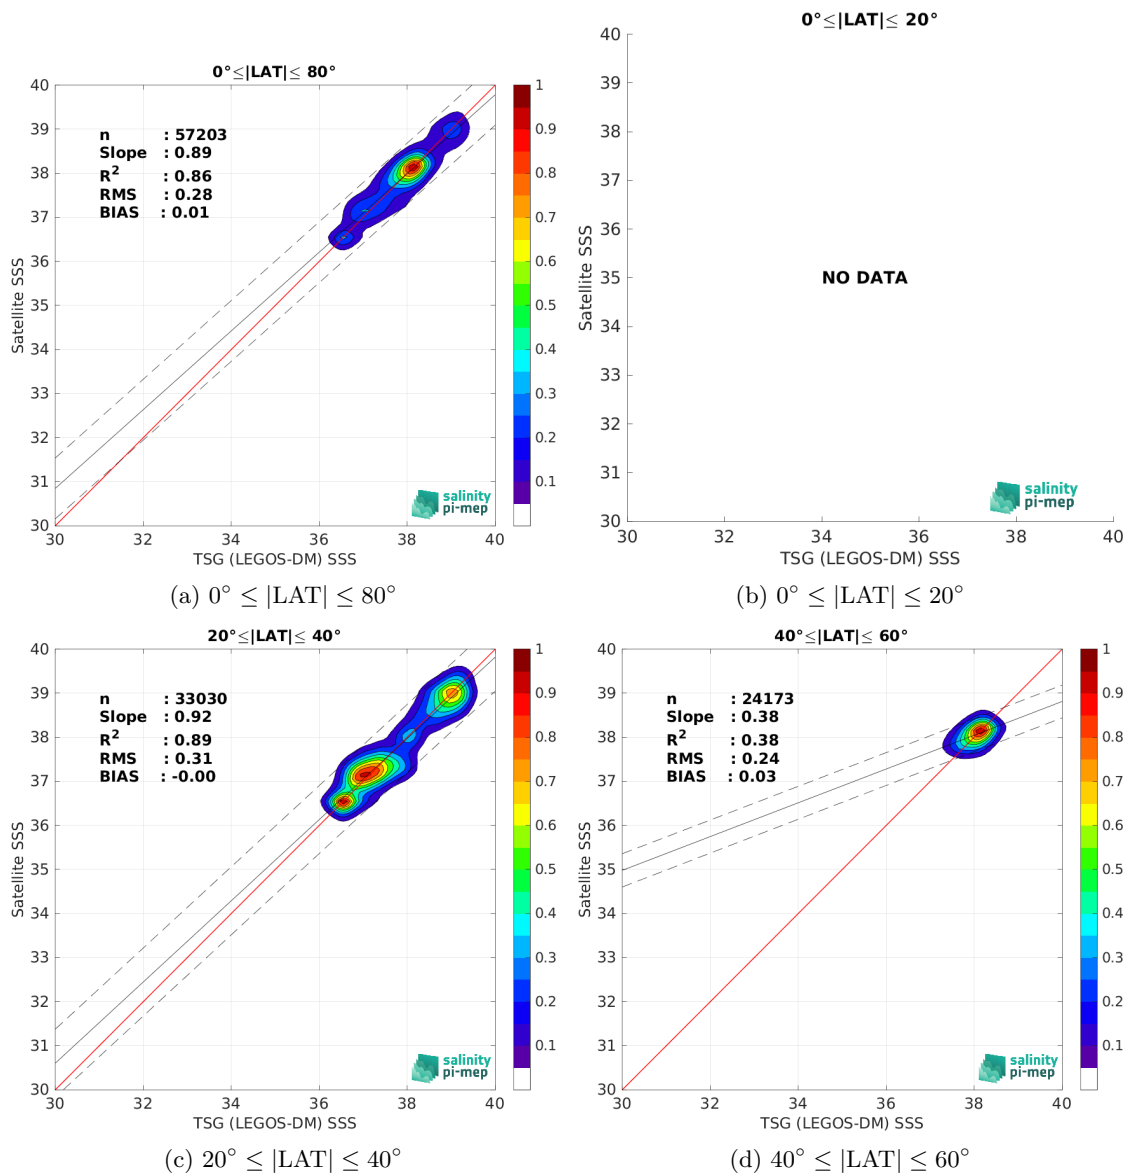 0°≤|LAT|≤ 80°
n : 57203
Slope : 0.89
R² : 0.86
RMS : 0.28
BIAS : 0.01
Satellite SSS
40
39
38
37
36
35
34
33
32
31
30
30 32 34 36 38 40
TSG (LEGOS-DM) SSS
1
0.9
0.8
0.7
0.6
0.5
0.4
0.3
0.2
0.1
salinity
pi-mep
(a) 0° ≤ |LAT| ≤ 80°
0°≤|LAT|≤ 20°
NO DATA
Satellite SSS
40
39
38
37
36
35
34
33
32
31
30
30 32 34 36 38 40
TSG (LEGOS-DM) SSS
salinity
pi-mep
(b) 0° ≤ |LAT| ≤ 20°
20°≤|LAT|≤ 40°
n : 33030
Slope : 0.92
R² : 0.89
RMS : 0.31
BIAS : -0.00
Satellite SSS
40
39
38
37
36
35
34
33
32
31
30
30 32 34 36 38 40
TSG (LEGOS-DM) SSS
1
0.9
0.8
0.7
0.6
0.5
0.4
0.3
0.2
0.1
salinity
pi-mep
(c) 20° ≤ |LAT| ≤ 40°
40°≤|LAT|≤ 60°
n : 24173
Slope : 0.38
R² : 0.38
RMS : 0.24
BIAS : 0.03
Satellite SSS
40
39
38
37
36
35
34
33
32
31
30
30 32 34 36 38 40
TSG (LEGOS-DM) SSS
1
0.9
0.8
0.7
0.6
0.5
0.4
0.3
0.2
0.1
salinity
pi-mep
(d) 40° ≤ |LAT| ≤ 60°